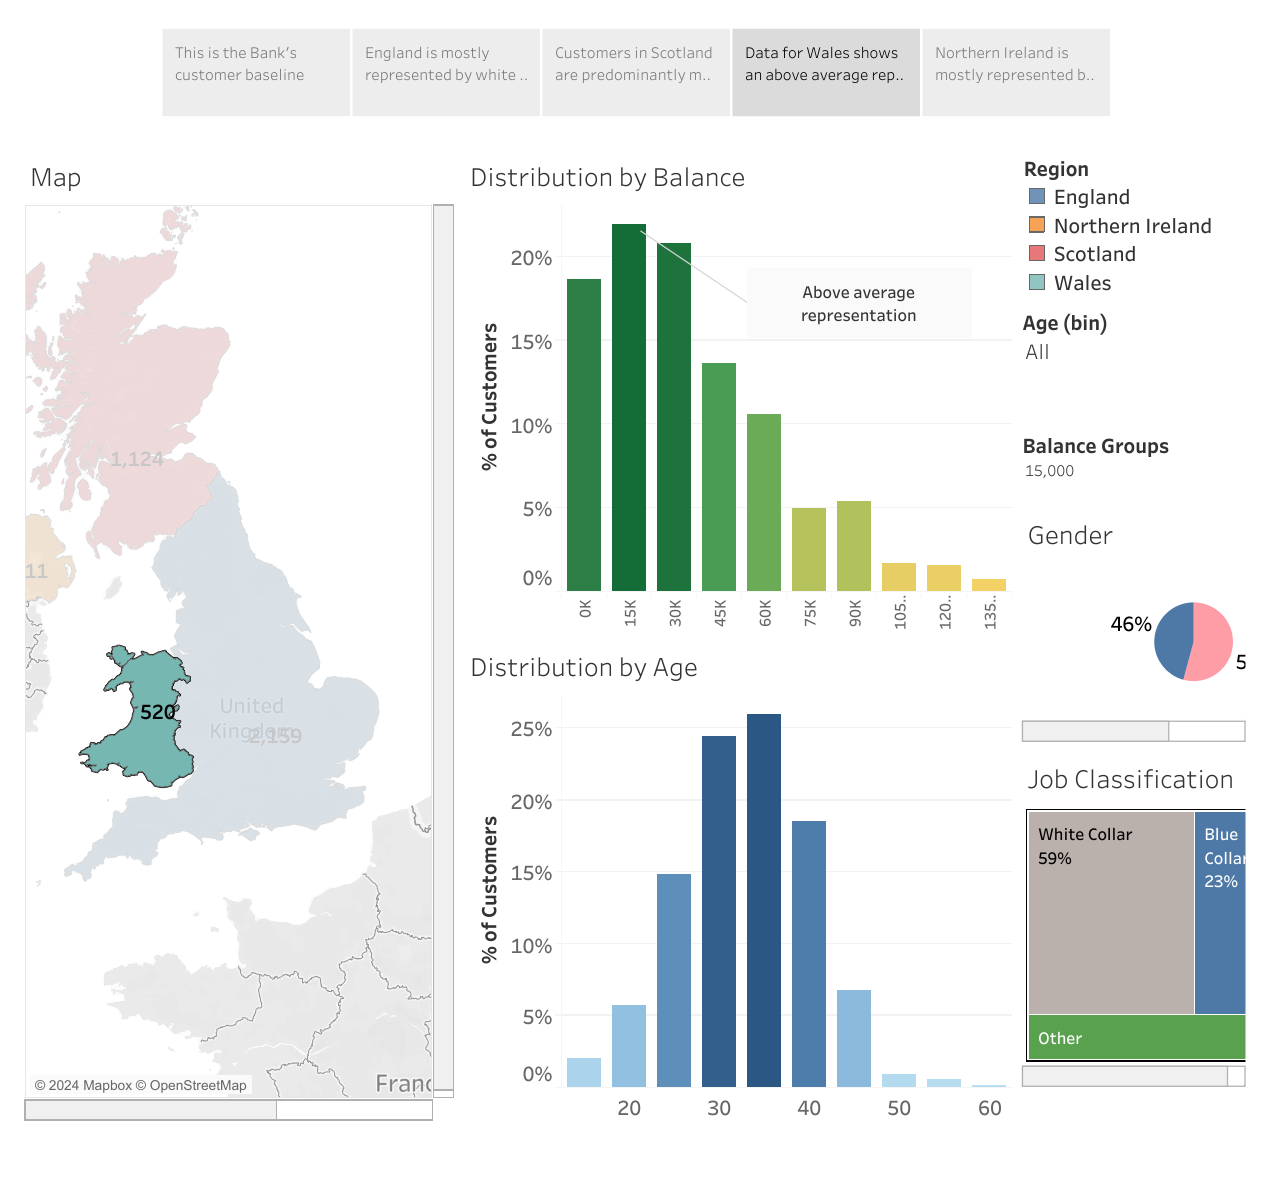 This is the Bank's
customer baseline
England is mostly
represented by white ..
Customers in Scotland
are predominantly m..
Data for Wales shows
an above average rep..
Northern Ireland is
mostly represented b..
Map
1,124
11
520
United
Kingdom
2,159
© 2024 Mapbox © OpenStreetMap
Franc
Distribution by Balance
% of Customers
20%
15%
10%
5%
0%
Above average
representation
0K
15K
30K
45K
60K
75K
90K
105..
120..
135..
Distribution by Age
% of Customers
25%
20%
15%
10%
5%
0%
20
30
40
50
60
Region
England
Northern Ireland
Scotland
Wales
Age (bin)
All
Balance Groups
15,000
Gender
46%
5
Job Classification
White Collar
59%
Blue
Collar
23%
Other